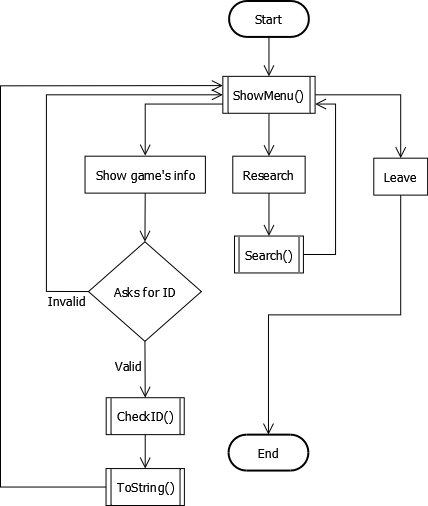 Start
ShowMenu()
Show game's info
Research
Leave
Search()
Asks for ID
Invalid
Valid
CheckID()
End
ToString()